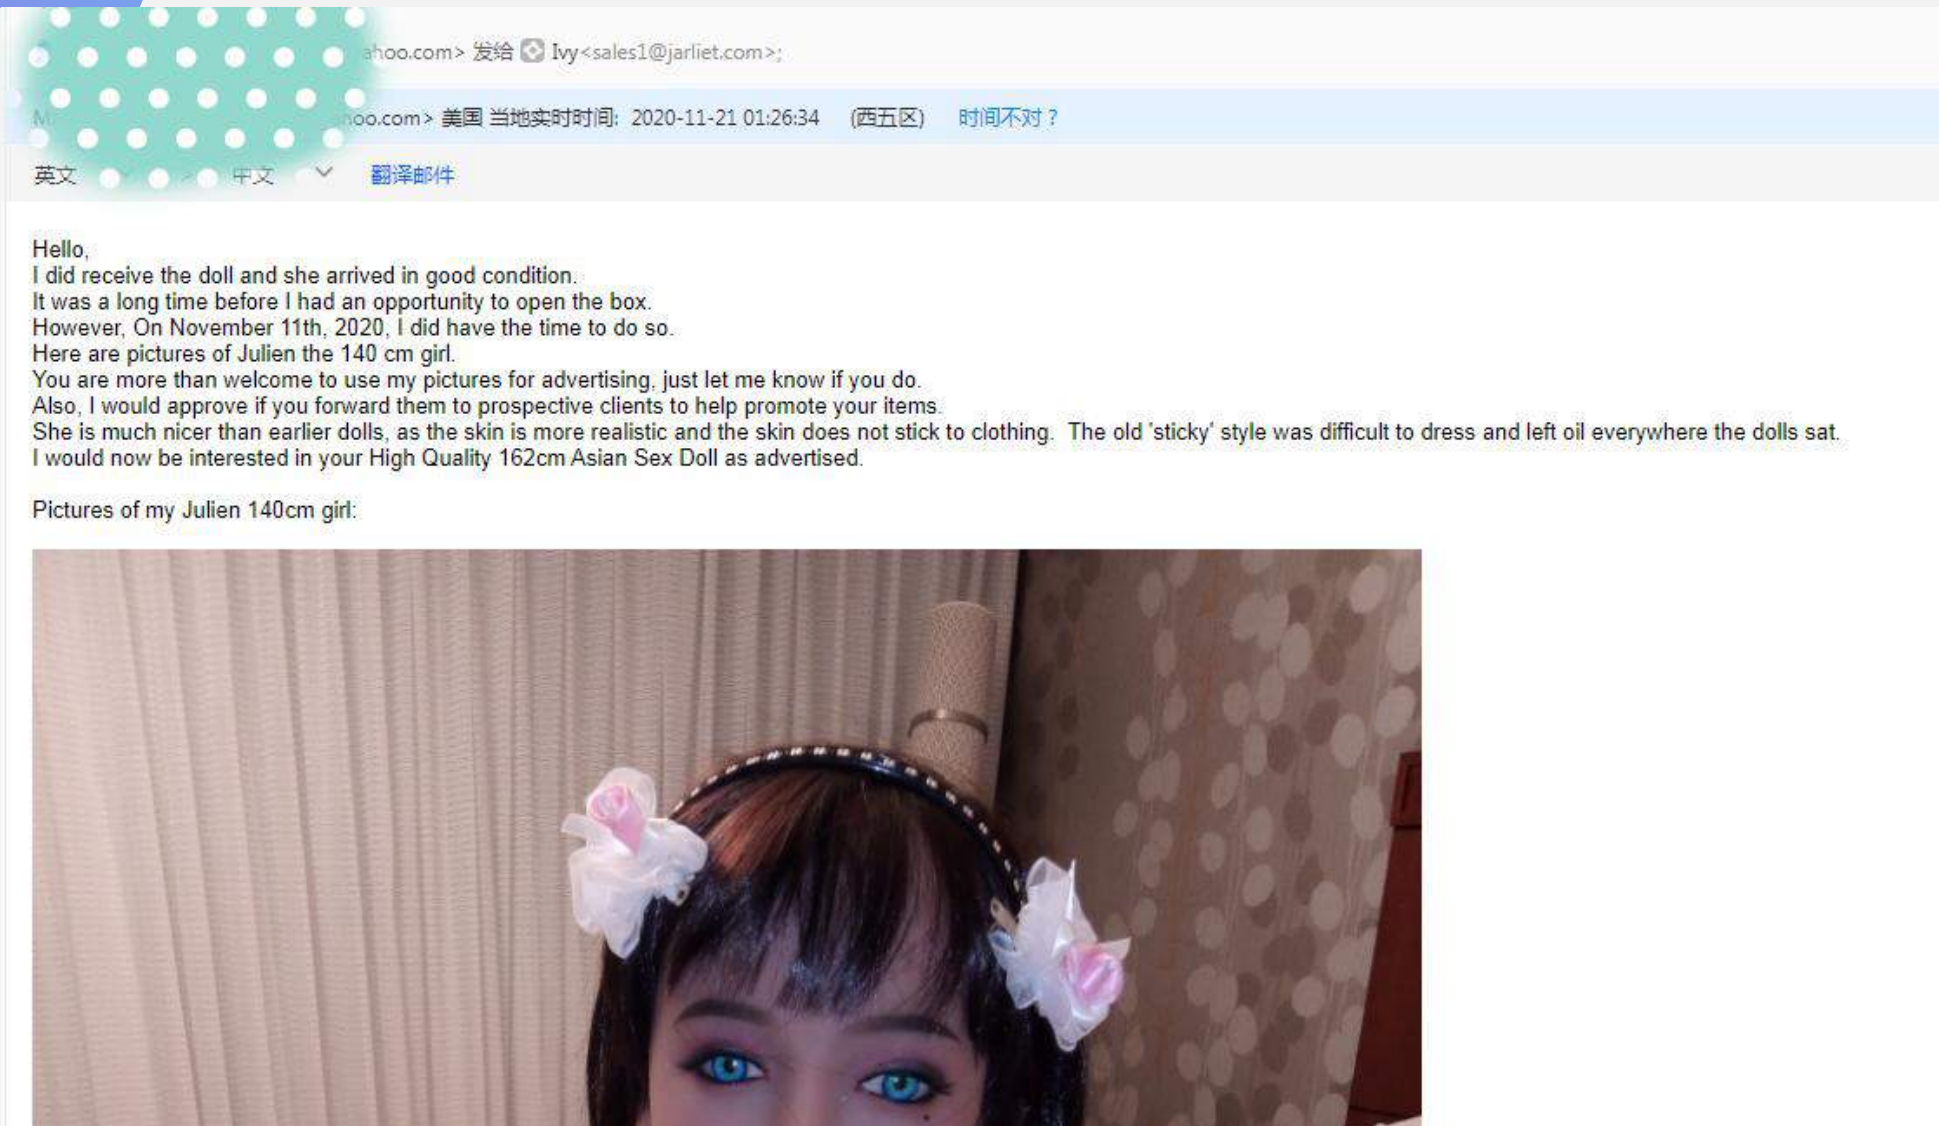 ahoo.com> 发给 Ivy<sales1@jarliet.com>;
hoo.com> 美国 当地实时时间: 2020-11-21 01:26:34 (西五区) 时间不对?
英文 > 中文 翻译邮件
Hello,
I did receive the doll and she arrived in good condition.
It was a long time before I had an opportunity to open the box.
However, On November 11th, 2020, I did have the time to do so.
Here are pictures of Julien the 140 cm girl.
You are more than welcome to use my pictures for advertising, just let me know if you do.
Also, I would approve if you forward them to prospective clients to help promote your items.
She is much nicer than earlier dolls, as the skin is more realistic and the skin does not stick to clothing. The old 'sticky' style was difficult to dress and left oil everywhere the dolls sat.
I would now be interested in your High Quality 162cm Asian Sex Doll as advertised.
Pictures of my Julien 140cm girl: